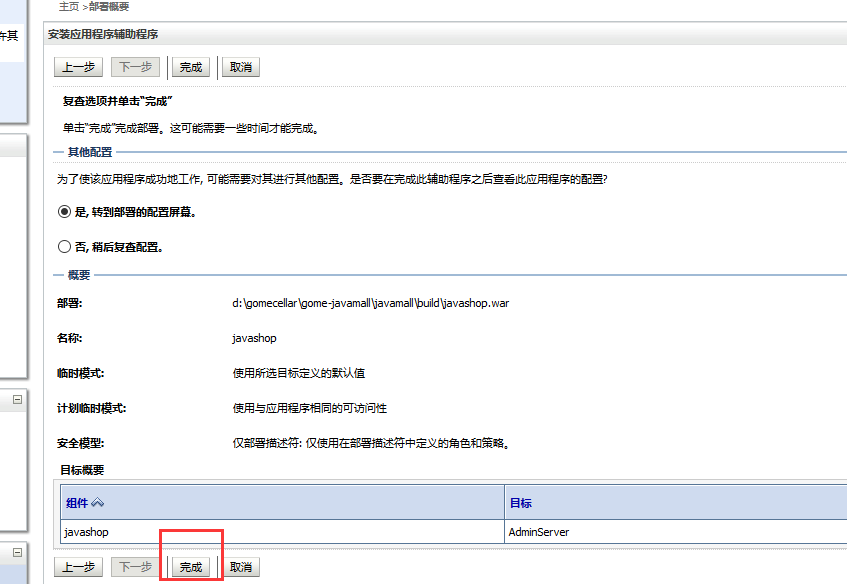 主页 >部署概要
许其
安装应用程序辅助程序
上一步 下一步 完成 取消
复查选项并单击“完成”
单击“完成”完成部署。这可能需要一些时间才能完成。
其他配置
为了使该应用程序成功地工作, 可能需要对其进行其他配置。是否要在完成此辅助程序之后查看此应用程序的配置?
是, 转到部署的配置屏幕。
否, 稍后复查配置。
概要
部署: d:\gomecellar\gome-javamall\javamall\build\javashop.war
名称: javashop
临时模式: 使用所选目标定义的默认值
计划临时模式: 使用与应用程序相同的可访问性
安全模型: 仅部署描述符: 仅使用在部署描述符中定义的角色和策略。
目标概要
组件 目标
javashop AdminServer
上一步 下一步 完成 取消